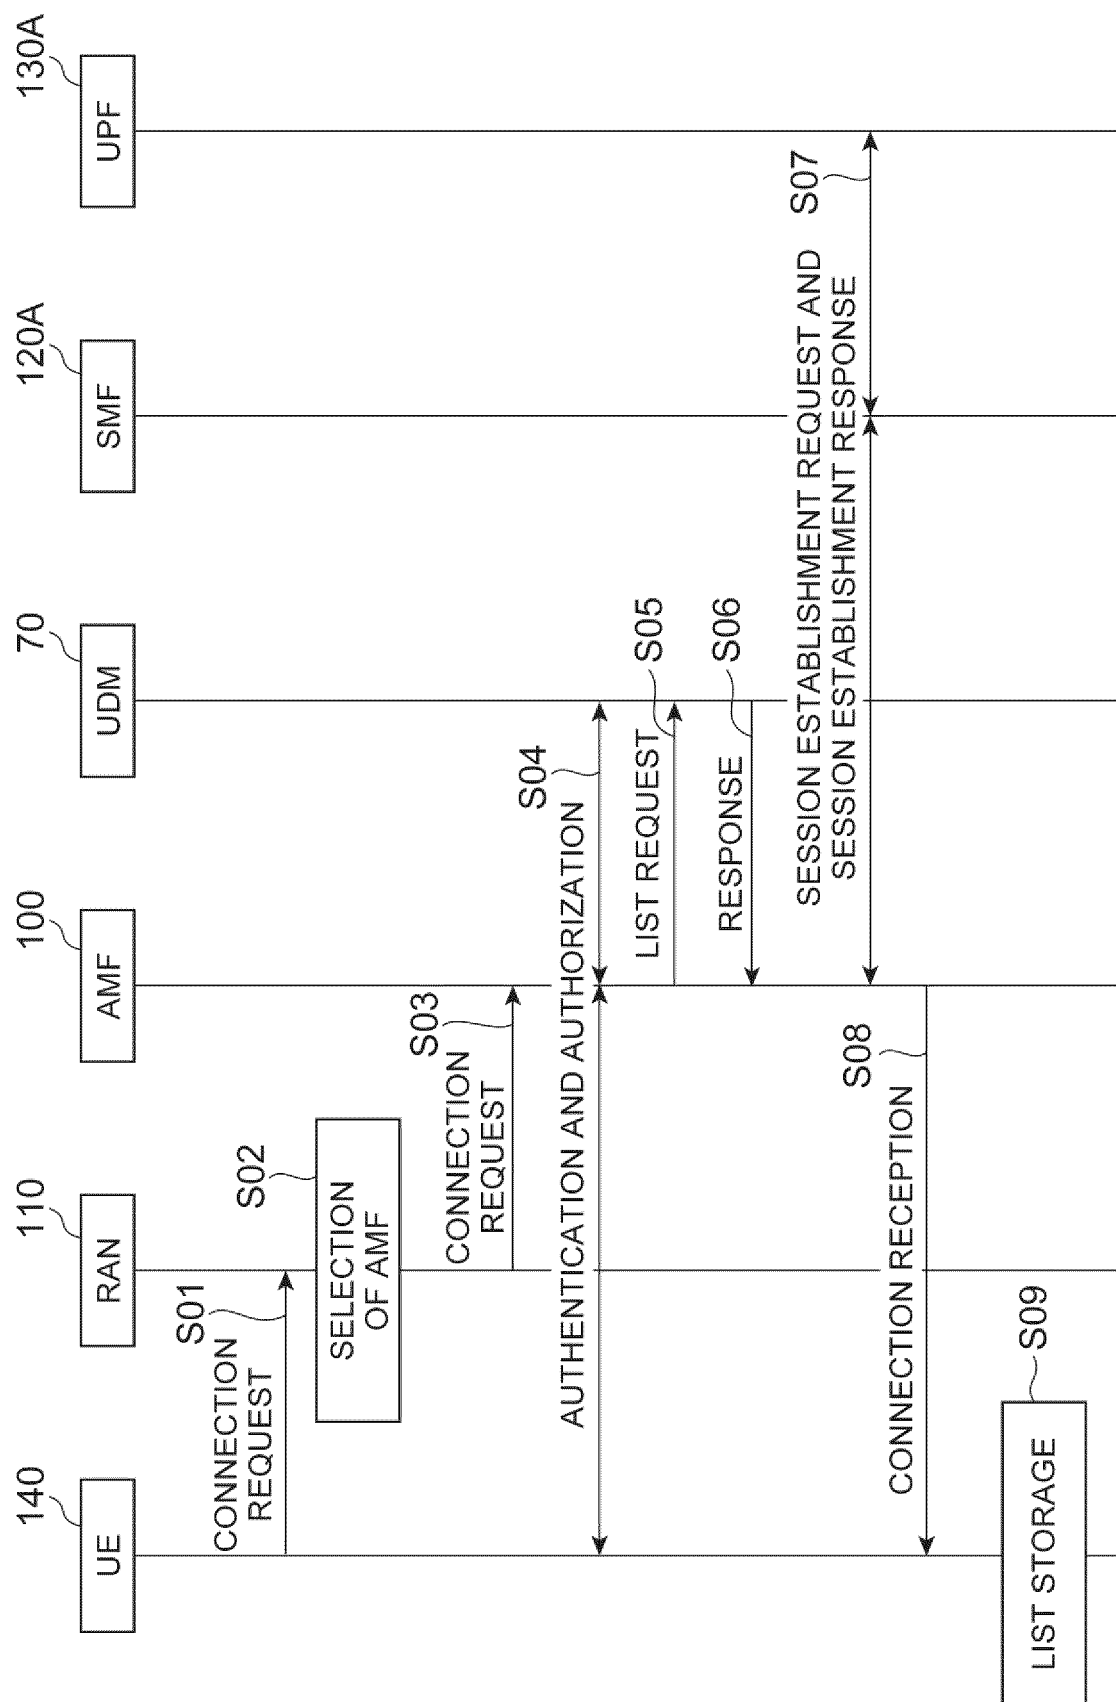 140
110
100
70
120A
130A
UE
RAN
AMF
UDM
SMF
UPF
S01
CONNECTION
REQUEST
S02
SELECTION
OF AMF
S03
CONNECTION
REQUEST
S04
AUTHENTICATION AND AUTHORIZATION
S05
LIST REQUEST
S06
RESPONSE
S07
SESSION ESTABLISHMENT REQUEST AND
SESSION ESTABLISHMENT RESPONSE
S08
CONNECTION RECEPTION
S09
LIST STORAGE